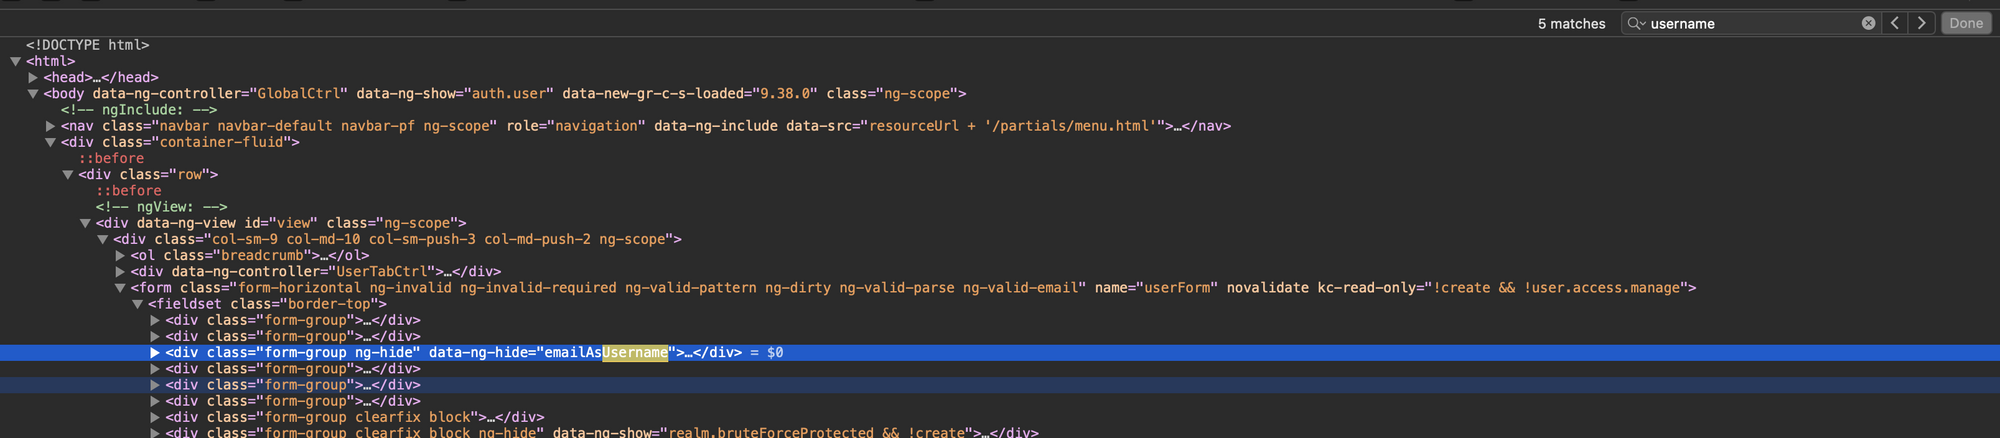 5 matches username Done
<!DOCTYPE html>
<html>
<head>…</head>
<body data-ng-controller="GlobalCtrl" data-ng-show="auth.user" data-new-gr-c-s-loaded="9.38.0" class="ng-scope">
<!-- ngInclude: -->
<nav class="navbar navbar-default navbar-pf ng-scope" role="navigation" data-ng-include data-src="resourceUrl + '/partials/menu.html'">…</nav>
<div class="container-fluid">
::before
<div class="row">
::before
<!-- ngView: -->
<div data-ng-view id="view" class="ng-scope">
<div class="col-sm-9 col-md-10 col-sm-push-3 col-md-push-2 ng-scope">
<ol class="breadcrumb">…</ol>
<div data-ng-controller="UserTabCtrl">…</div>
<form class="form-horizontal ng-invalid ng-invalid-required ng-valid-pattern ng-dirty ng-valid-parse ng-valid-email" name="userForm" novalidate kc-read-only="!create && !user.access.manage">
<fieldset class="border-top">
<div class="form-group">…</div>
<div class="form-group">…</div>
<div class="form-group ng-hide" data-ng-hide="emailAsUsername">…</div> = $0
<div class="form-group">…</div>
<div class="form-group">…</div>
<div class="form-group">…</div>
<div class="form-group clearfix block">…</div>
<div class="form-group clearfix block ng-hide" data-ng-show="realm.bruteForceProtected && !create">…</div>